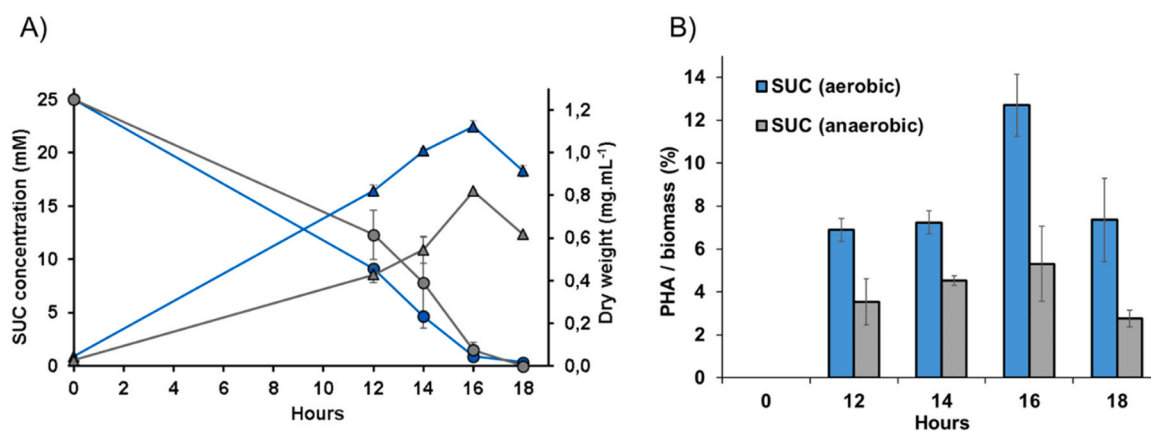 A)
SUC concentration (mM)
25
20
15
10
5
0
0 2 4 6 8 10 12 14 16 18
Hours
1,2
1,0
0,8
0,6
0,4
0,2
0,0
Dry weight (mg.mL⁻¹)
B)
PHA / biomass (%)
14
12
10
8
6
4
2
0
SUC (aerobic)
SUC (anaerobic)
0 12 14 16 18
Hours